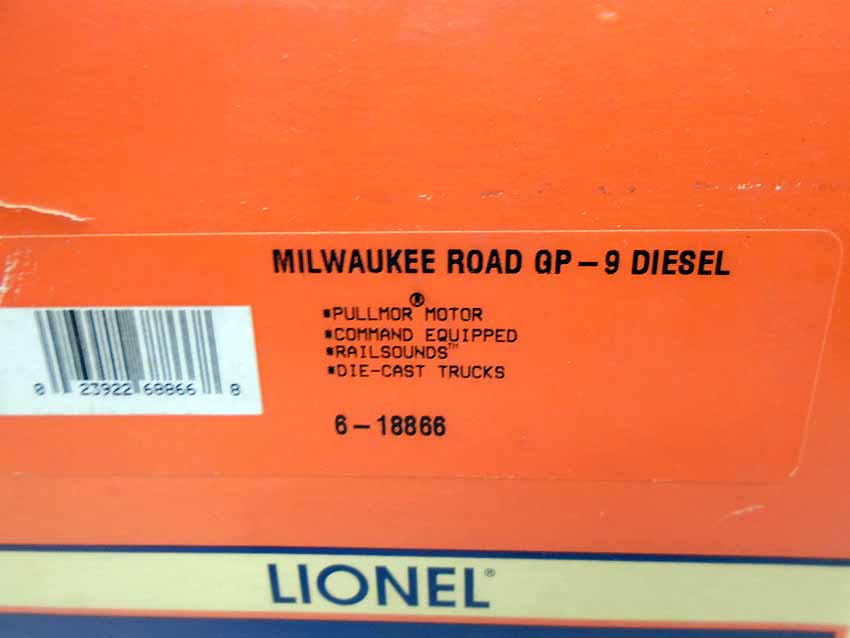 MILWAUKEE ROAD GP-9 DIESEL
*PULLMOR® MOTOR
*COMMAND EQUIPPED
*RAILSOUNDS™
*DIE-CAST TRUCKS
0 23922 68866 8
6-18866
LIONEL®